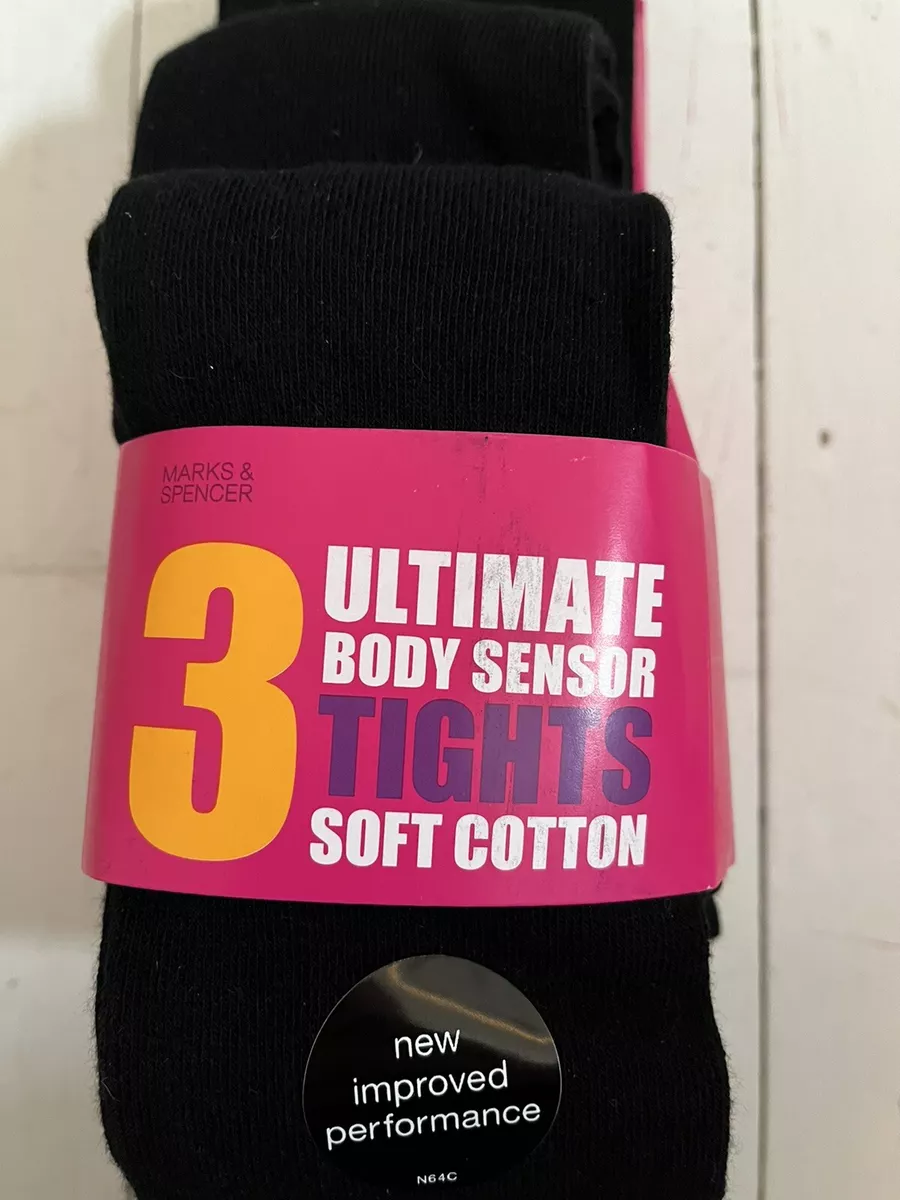 MARKS &
SPENCER
3
ULTIMATE
BODY SENSOR
TIGHTS
SOFT COTTON
new
improved
performance
N64C